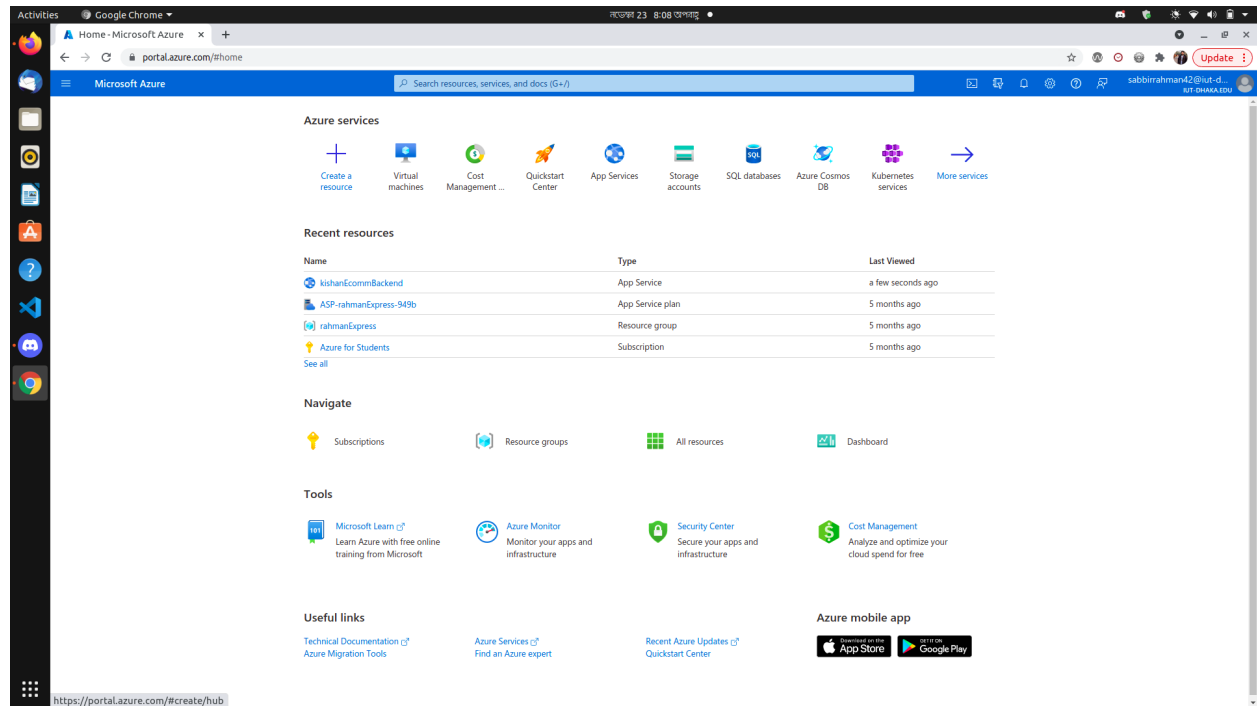 Activities Google Chrome নভেম্বর 23 8:08 অপরাহ্ণ
Home - Microsoft Azure
portal.azure.com/#home Update
Microsoft Azure Search resources, services, and docs (G+/) sabbirrahman42@iut-d...
IUT-DHAKA.EDU
Azure services
Create a resource
Virtual machines
Cost Management ...
Quickstart Center
App Services
Storage accounts
SQL databases
Azure Cosmos DB
Kubernetes services
More services
Recent resources
Name Type Last Viewed
kishanEcommBackend App Service a few seconds ago
ASP-rahmanExpress-949b App Service plan 5 months ago
rahmanExpress Resource group 5 months ago
Azure for Students Subscription 5 months ago
See all
Navigate
Subscriptions Resource groups All resources Dashboard
Tools
Microsoft Learn
Learn Azure with free online
training from Microsoft
Azure Monitor
Monitor your apps and
infrastructure
Security Center
Secure your apps and
infrastructure
Cost Management
Analyze and optimize your
cloud spend for free
Useful links
Technical Documentation Azure Services Recent Azure Updates
Azure Migration Tools Find an Azure expert Quickstart Center
Azure mobile app
Download on the
App Store
GET IT ON
Google Play
https://portal.azure.com/#create/hub